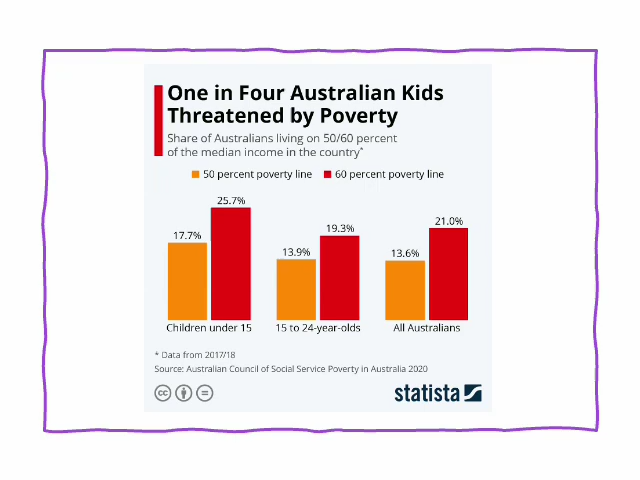 One in Four Australian Kids
Threatened by Poverty
Share of Australians living on 50/60 percent
of the median income in the country*
50 percent poverty line 60 percent poverty line
17.7% 25.7% 13.9% 19.3% 13.6% 21.0%
Children under 15 15 to 24-year-olds All Australians
* Data from 2017/18
Source: Australian Council of Social Service Poverty in Australia 2020
cc = statista